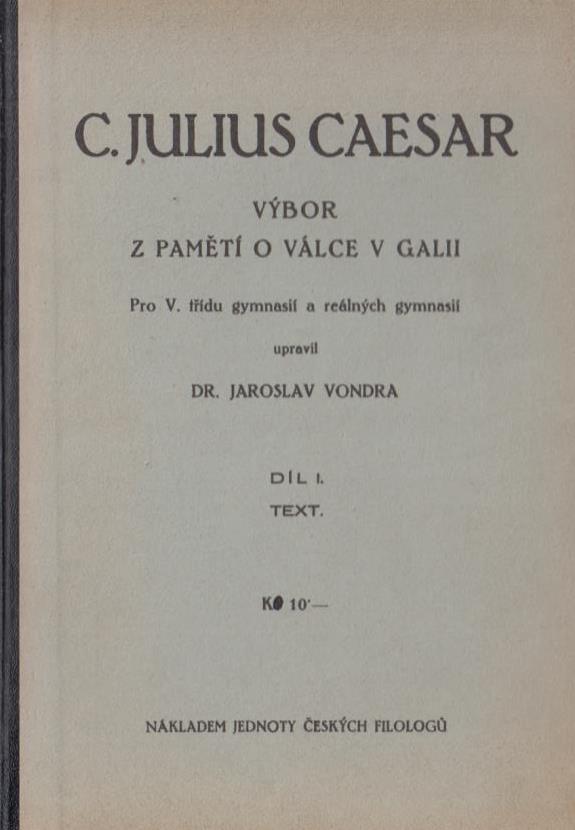 C. JULIUS CAESAR
VÝBOR
Z PAMĚTÍ O VÁLCE V GALII
Pro V. třídu gymnasií a reálných gymnasií
upravil
DR. JAROSLAV VONDRA
DÍL I.
TEXT.
K 10·—
NÁKLADEM JEDNOTY ČESKÝCH FILOLOGŮ